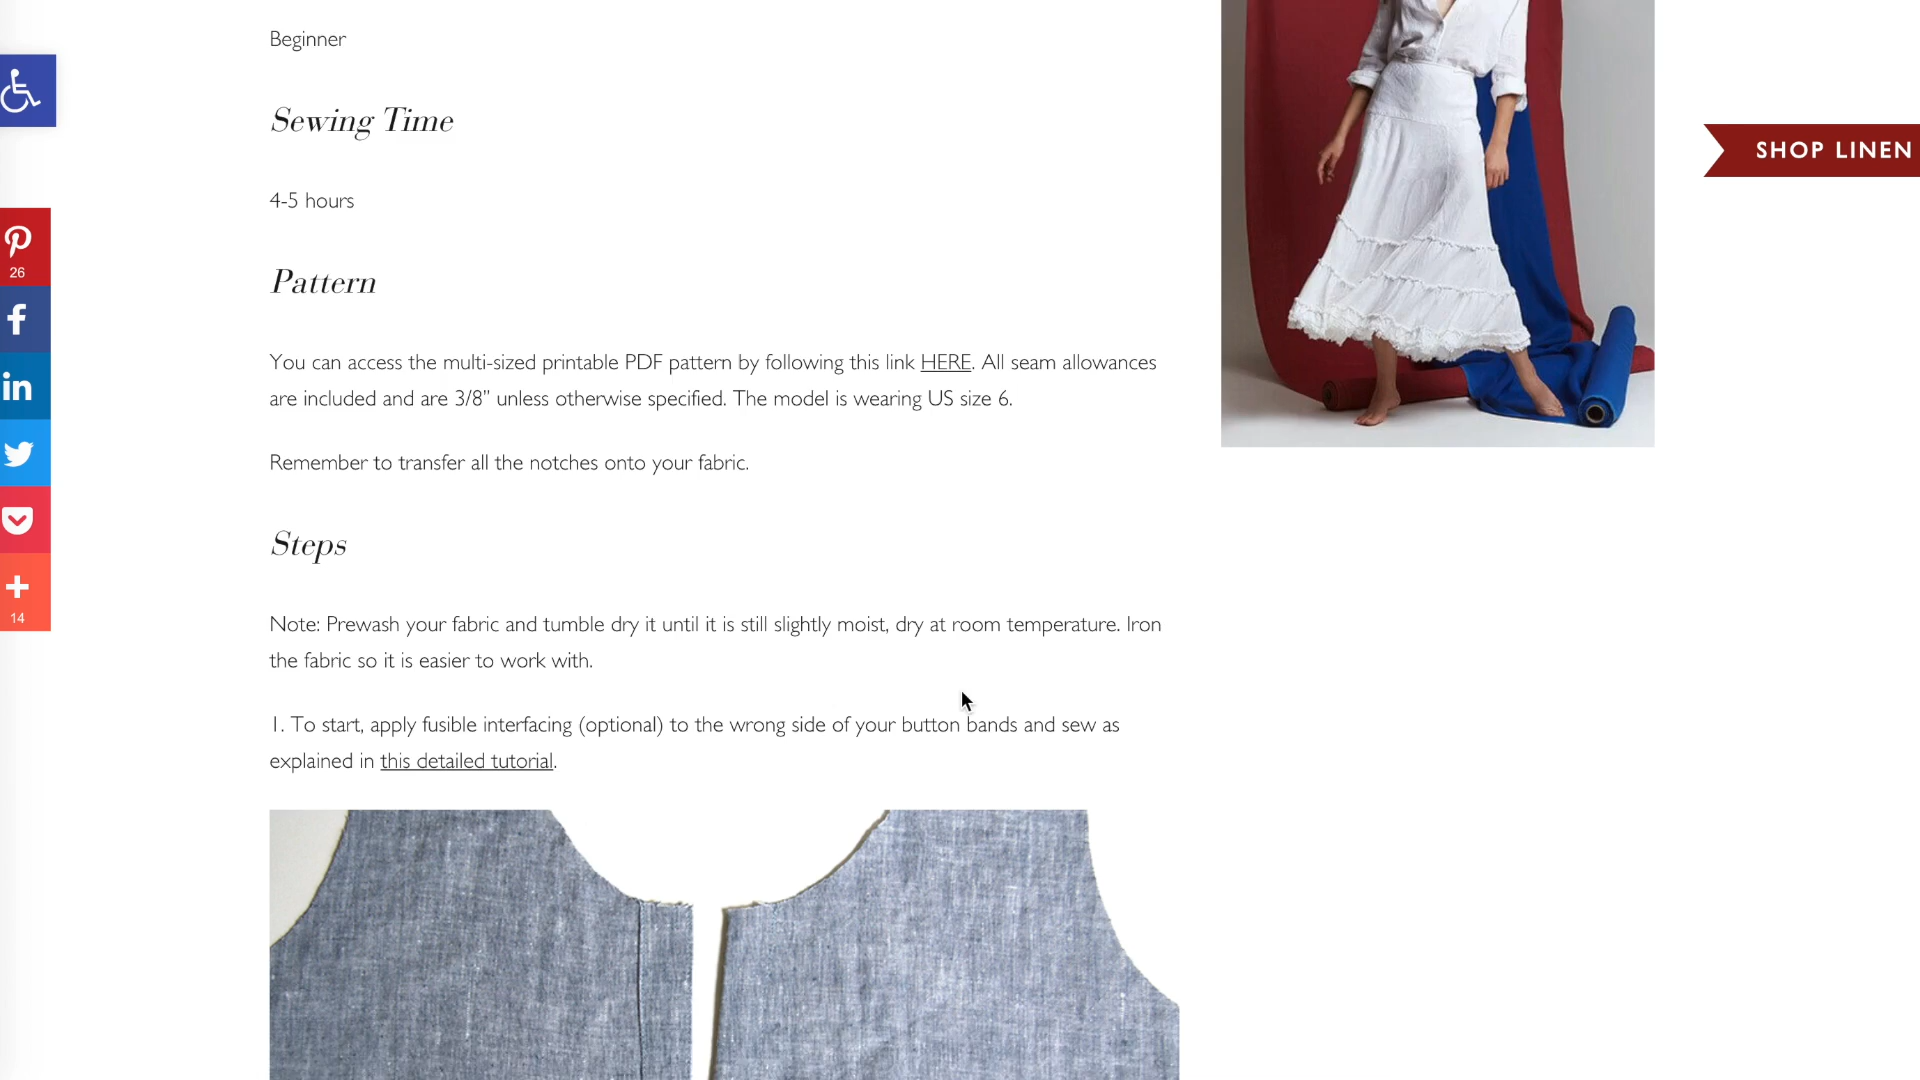 Beginner
Sewing Time
4-5 hours
Pattern
You can access the multi-sized printable PDF pattern by following this link HERE. All seam allowances
are included and are 3/8” unless otherwise specified. The model is wearing US size 6.
Remember to transfer all the notches onto your fabric.
Steps
Note: Prewash your fabric and tumble dry it until it is still slightly moist, dry at room temperature. Iron
the fabric so it is easier to work with.
1. To start, apply fusible interfacing (optional) to the wrong side of your button bands and sew as
explained in this detailed tutorial.
26
14
SHOP LINEN